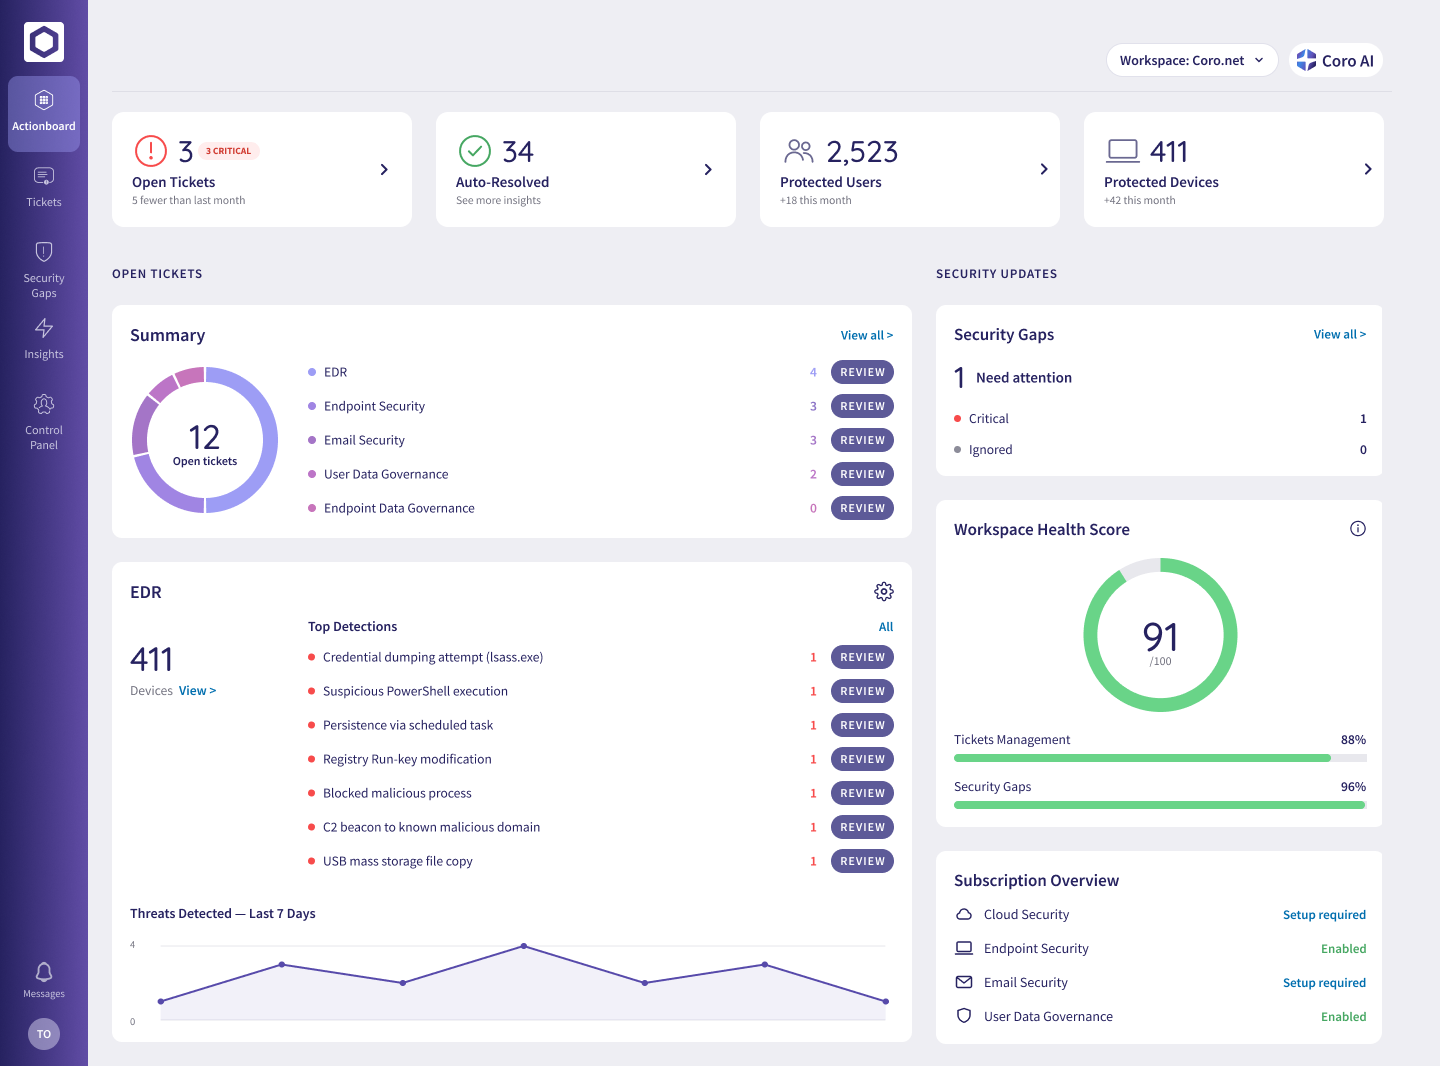 Workspace: Coro.net
Coro AI
Actionboard
Tickets
Security
Gaps
Insights
Control
Panel
Messages
TO
3 3 CRITICAL
Open Tickets
5 fewer than last month
34
Auto-Resolved
See more insights
2,523
Protected Users
+18 this month
411
Protected Devices
+42 this month
OPEN TICKETS
Summary View all >
12
Open tickets
EDR 4 REVIEW
Endpoint Security 3 REVIEW
Email Security 3 REVIEW
User Data Governance 2 REVIEW
Endpoint Data Governance 0 REVIEW
EDR
411
Devices View >
Top Detections All
Credential dumping attempt (lsass.exe) 1 REVIEW
Suspicious PowerShell execution 1 REVIEW
Persistence via scheduled task 1 REVIEW
Registry Run-key modification 1 REVIEW
Blocked malicious process 1 REVIEW
C2 beacon to known malicious domain 1 REVIEW
USB mass storage file copy 1 REVIEW
Threats Detected — Last 7 Days
4
0
SECURITY UPDATES
Security Gaps View all >
1 Need attention
Critical 1
Ignored 0
Workspace Health Score
91
/100
Tickets Management 88%
Security Gaps 96%
Subscription Overview
Cloud Security Setup required
Endpoint Security Enabled
Email Security Setup required
User Data Governance Enabled